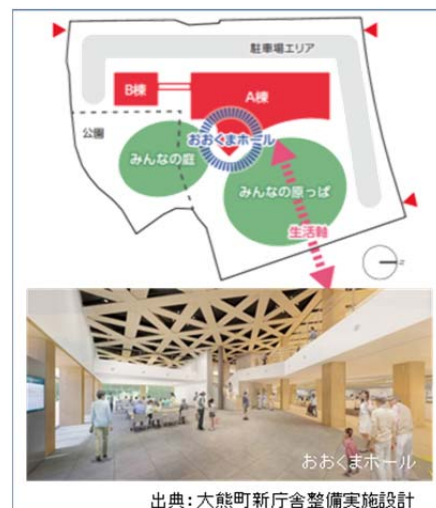 駐車場エリア
B棟
A棟
公園
おおくまホール
みんなの庭
みんなの原っぱ
生活軸
おおくまホール
出典：大熊町新庁舎整備実施設計